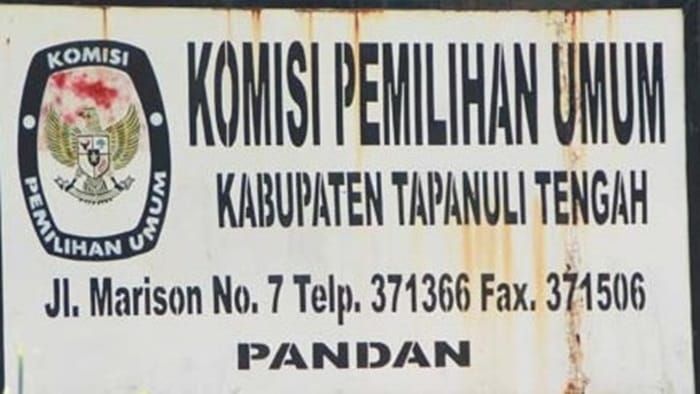 KOMISI
PEMILIHAN UMUM
KOMISI PEMILIHAN UMUM
KABUPATEN TAPANULI TENGAH
Jl. Marison No. 7 Telp. 371366 Fax. 371506
PANDAN